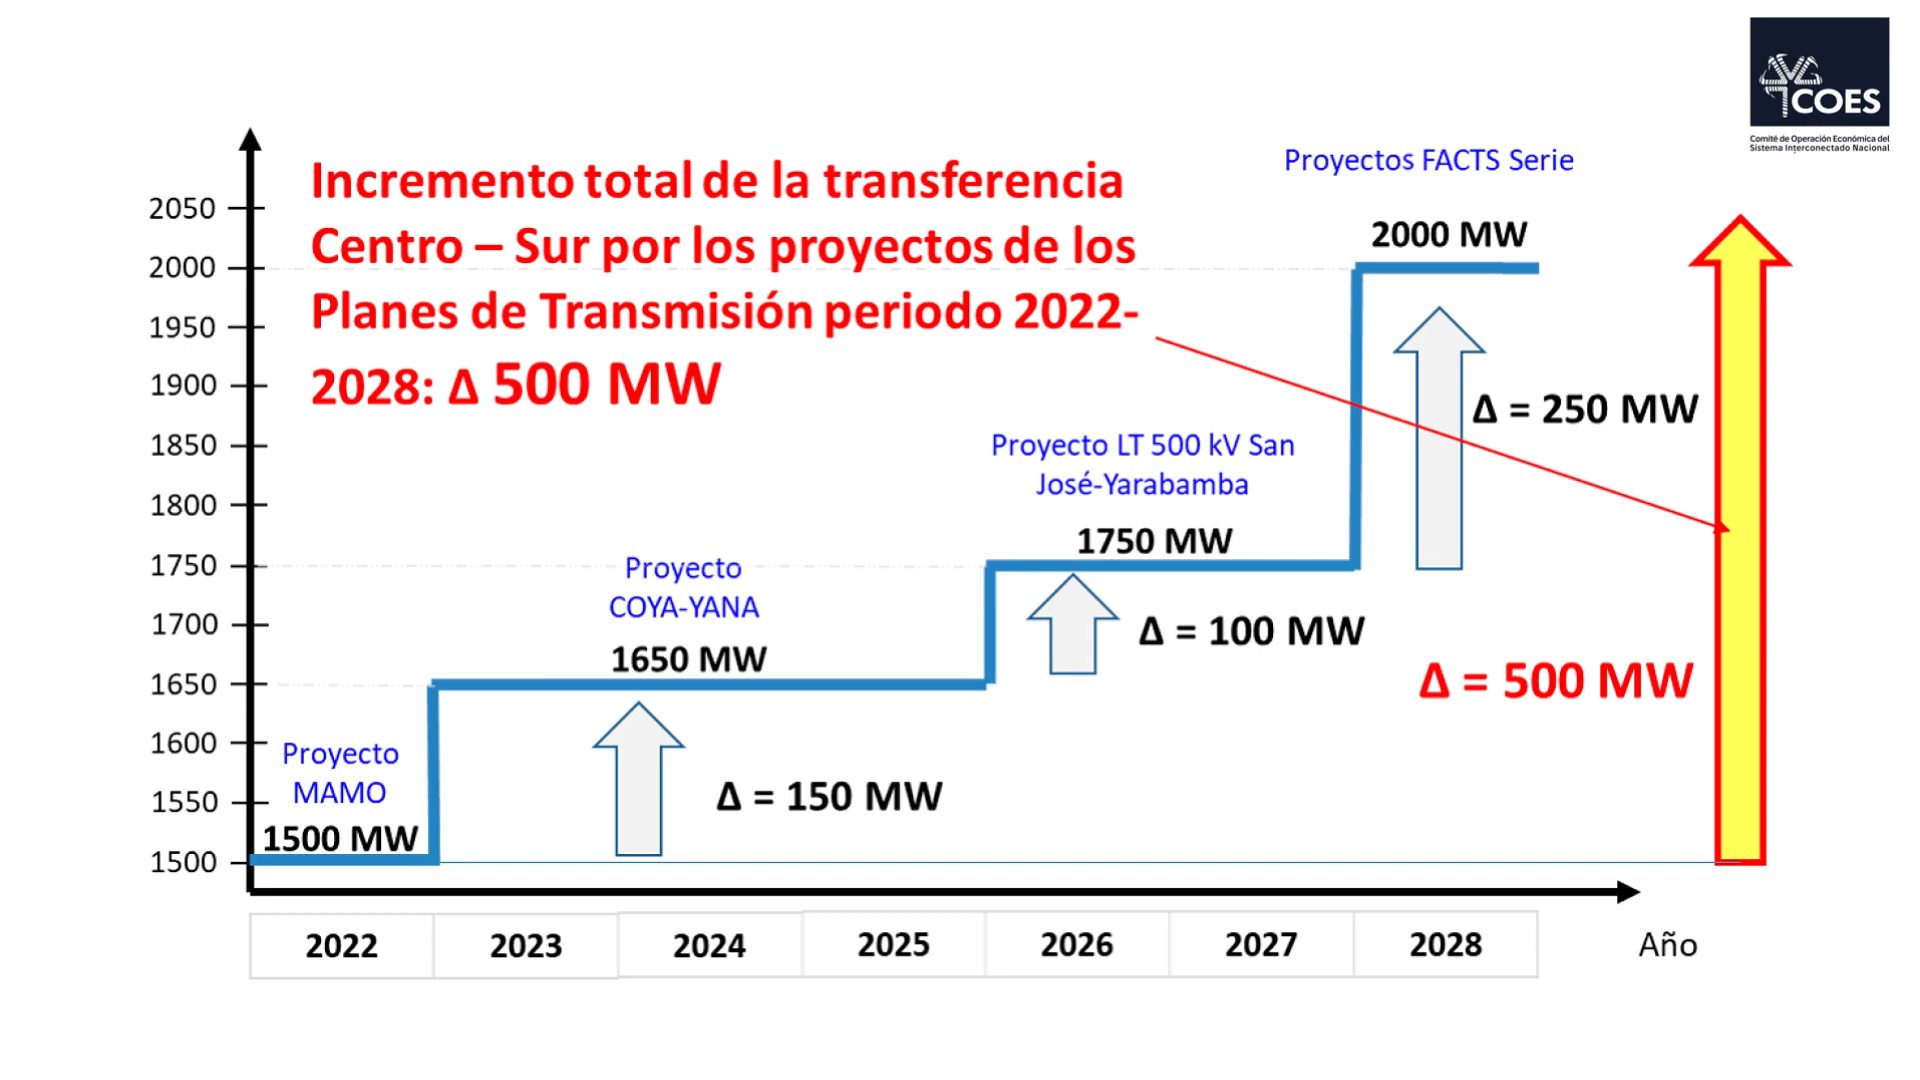 COES
Comité de Operación Económica del
Sistema Interconectado Nacional
Incremento total de la transferencia
Centro – Sur por los proyectos de los
Planes de Transmisión periodo 2022-
2028: Δ 500 MW
Proyectos FACTS Serie
2000 MW
Δ = 250 MW
Proyecto LT 500 kV San
José-Yarabamba
1750 MW
Δ = 100 MW
Δ = 500 MW
Proyecto
COYA-YANA
1650 MW
Δ = 150 MW
Proyecto
MAMO
1500 MW
2050
2000
1950
1900
1850
1800
1750
1700
1650
1600
1550
1500
2022 2023 2024 2025 2026 2027 2028 Año